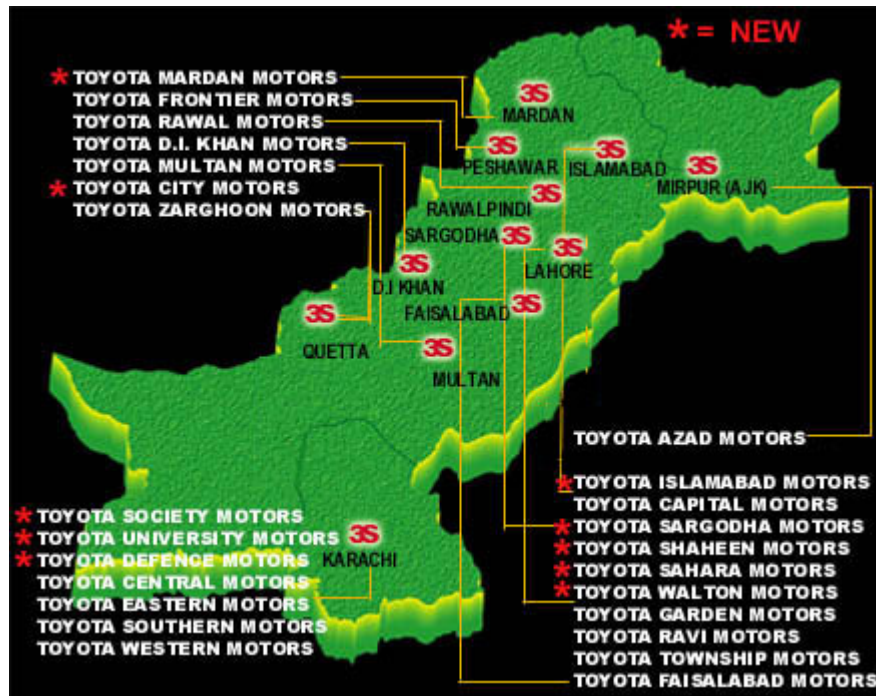 * = NEW
* TOYOTA MARDAN MOTORS
TOYOTA FRONTIER MOTORS
TOYOTA RAWAL MOTORS
TOYOTA D.I. KHAN MOTORS
TOYOTA MULTAN MOTORS
* TOYOTA CITY MOTORS
TOYOTA ZARGHOON MOTORS
3S
MARDAN
3S
PESHAWAR
3S
ISLAMABAD
3S
MIRPUR (AJK)
3S
RAWALPINDI
3S
SARGODHA
3S
LAHORE
3S
D.I KHAN
3S
FAISALABAD
3S
QUETTA
3S
MULTAN
3S
KARACHI
TOYOTA AZAD MOTORS
* TOYOTA ISLAMABAD MOTORS
TOYOTA CAPITAL MOTORS
* TOYOTA SARGODHA MOTORS
* TOYOTA SHAHEEN MOTORS
* TOYOTA SAHARA MOTORS
* TOYOTA WALTON MOTORS
TOYOTA GARDEN MOTORS
TOYOTA RAVI MOTORS
TOYOTA TOWNSHIP MOTORS
TOYOTA FAISALABAD MOTORS
* TOYOTA SOCIETY MOTORS
* TOYOTA UNIVERSITY MOTORS
* TOYOTA DEFENCE MOTORS
TOYOTA CENTRAL MOTORS
TOYOTA EASTERN MOTORS
TOYOTA SOUTHERN MOTORS
TOYOTA WESTERN MOTORS